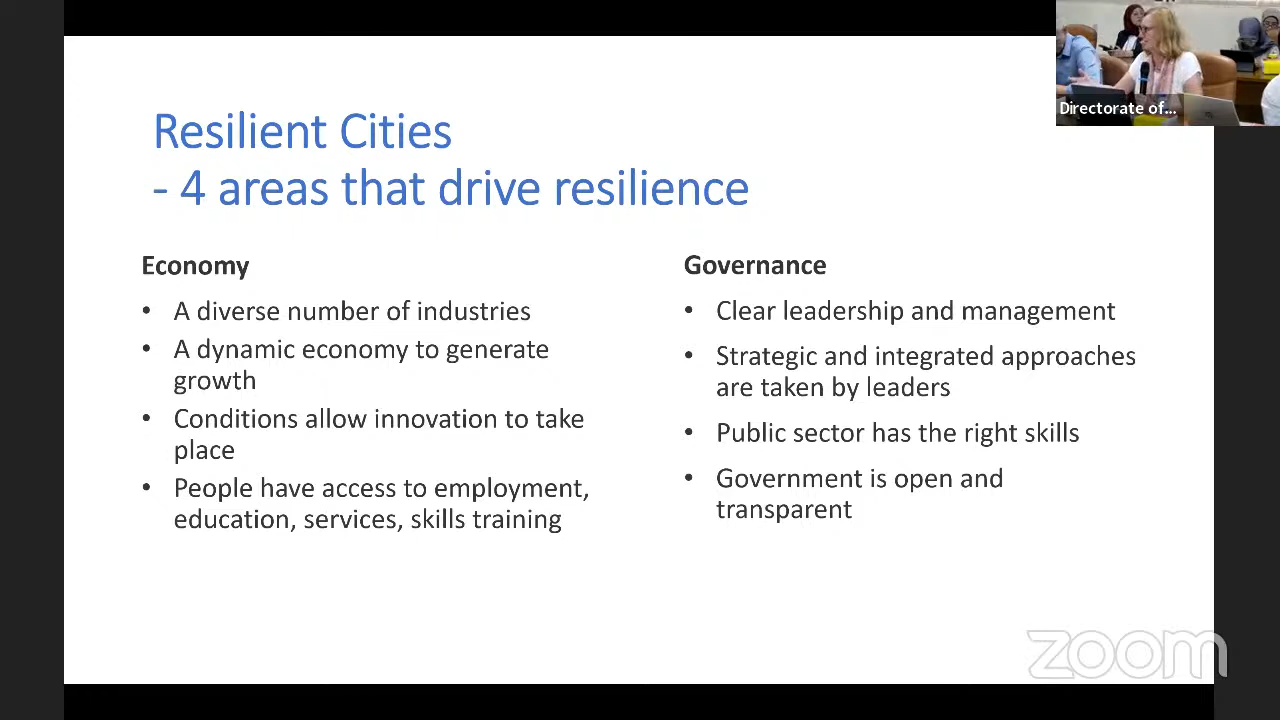 Directorate of...
Resilient Cities
- 4 areas that drive resilience
Economy
• A diverse number of industries
• A dynamic economy to generate
growth
• Conditions allow innovation to take
place
• People have access to employment,
education, services, skills training
Governance
• Clear leadership and management
• Strategic and integrated approaches
are taken by leaders
• Public sector has the right skills
• Government is open and
transparent
zoom